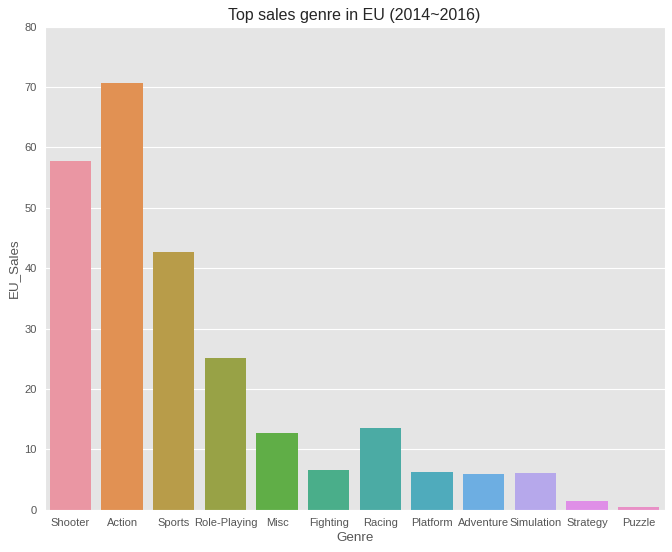 Top sales genre in EU (2014~2016)
EU_Sales
80
70
60
50
40
30
20
10
0
Shooter Action Sports Role-Playing Misc Fighting Racing Platform Adventure Simulation Strategy Puzzle
Genre